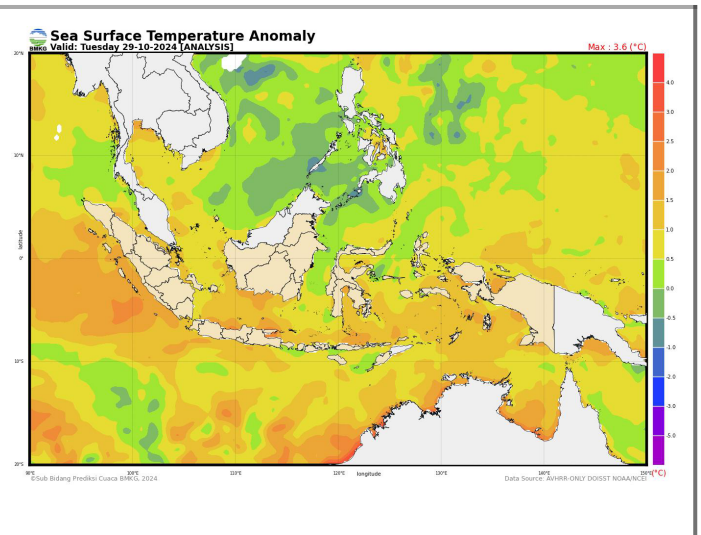 Sea Surface Temperature Anomaly
BMKG Valid: Tuesday 29-10-2024 [ANALYSIS]
Max : 3.6 (°C)
20°N
10°N
0°
10°S
20°S
latitude
90°E 100°E 110°E 120°E longitude 130°E 140°E 150°E
4.0
3.0
2.5
2.0
1.5
1.0
0.5
0.0
-0.5
-1.0
-2.0
-3.0
-5.0
(°C)
©Sub Bidang Prediksi Cuaca BMKG, 2024
Data Source: AVHRR-ONLY DOISST NOAA/NCEI